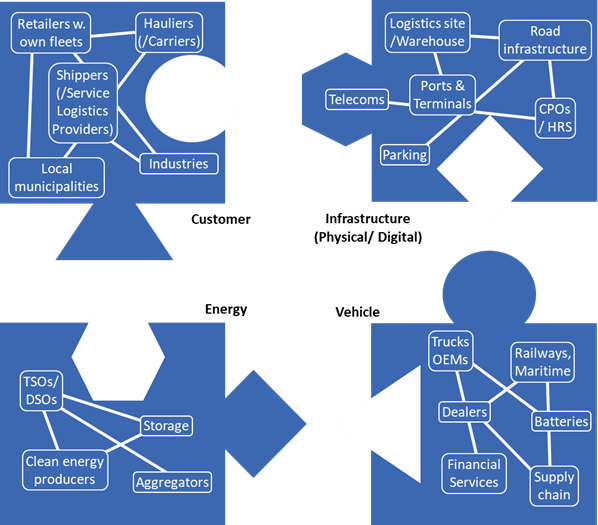 Retailers w.
own fleets
Hauliers
(/Carriers)
Shippers
(/Service
Logistics
Providers)
Local
municipalities
Industries
Customer
Logistics site
/Warehouse
Road
infrastructure
Telecoms
Ports &
Terminals
CPOs
/ HRS
Parking
Infrastructure
(Physical/ Digital)
Energy
TSOs/
DSOs
Storage
Clean energy
producers
Aggregators
Vehicle
Trucks
OEMs
Railways,
Maritime
Dealers
Batteries
Financial
Services
Supply
chain